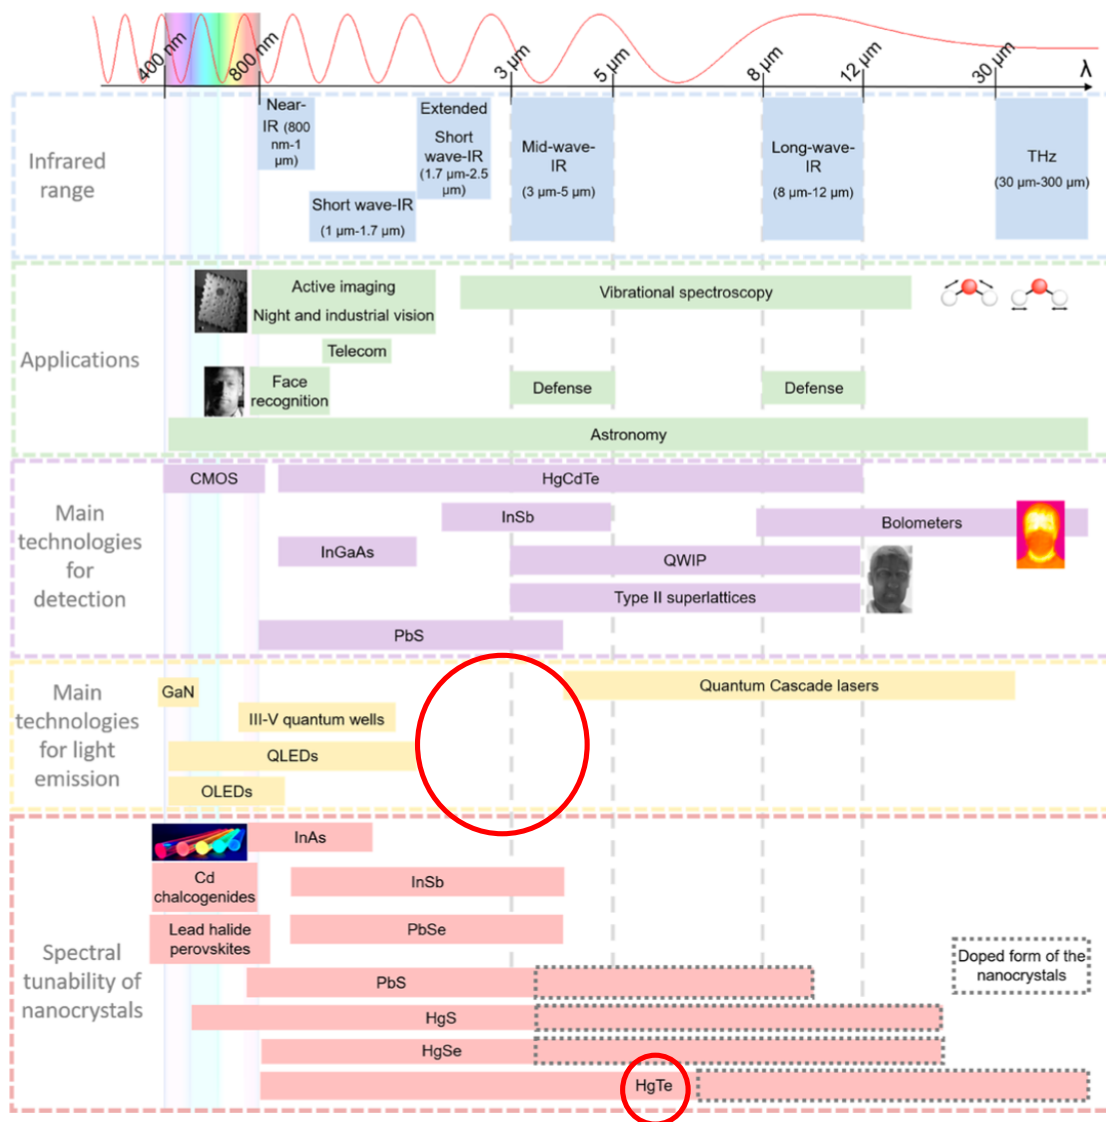 400 nm
800 nm
3 µm
5 µm
8 µm
12 µm
30 µm
λ
Infrared
range
Near-
IR (800
nm-1
µm)
Short wave-IR
(1 µm-1.7 µm)
Extended
Short
wave-IR
(1.7 µm-2.5
µm)
Mid-wave-
IR
(3 µm-5 µm)
Long-wave-
IR
(8 µm-12 µm)
THz
(30 µm-300 µm)
Applications
Active imaging
Night and industrial vision
Vibrational spectroscopy
Telecom
Face
recognition
Defense
Defense
Astronomy
Main
technologies
for
detection
CMOS
HgCdTe
InSb
Bolometers
InGaAs
QWIP
Type II superlattices
PbS
Main
technologies
for light
emission
GaN
Quantum Cascade lasers
III-V quantum wells
QLEDs
OLEDs
Spectral
tunability of
nanocrystals
InAs
Cd
chalcogenides
InSb
Lead halide
perovskites
PbSe
Doped form of the
nanocrystals
PbS
HgS
HgSe
HgTe